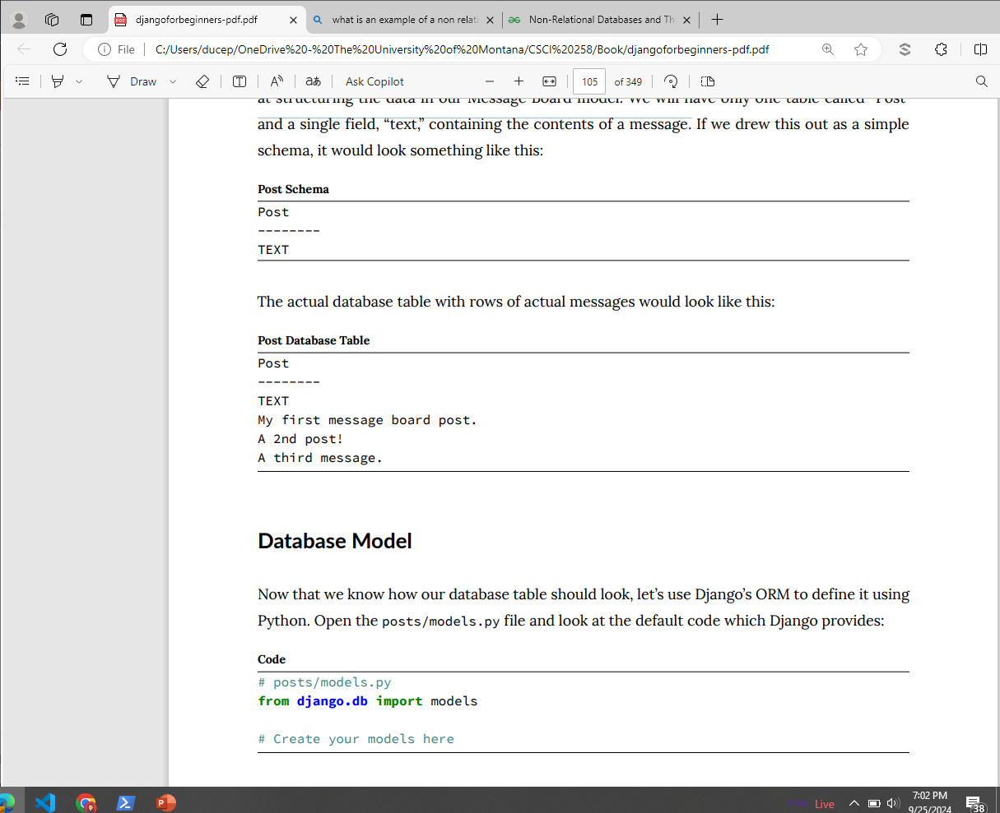 djangoforbeginners-pdf.pdf
what is an example of a non relati
Non-Relational Databases and Th
File
C:/Users/ducep/OneDrive%20-%20The%20University%20of%20Montana/CSCI%20258/Book/djangoforbeginners-pdf.pdf
Draw
Ask Copilot
105
of 349
at structuring the data in our Message Board model. We will have only one table called “Post”
and a single field, “text,” containing the contents of a message. If we drew this out as a simple
schema, it would look something like this:
Post Schema
Post
--------
TEXT
The actual database table with rows of actual messages would look like this:
Post Database Table
Post
--------
TEXT
My first message board post.
A 2nd post!
A third message.
Database Model
Now that we know how our database table should look, let’s use Django’s ORM to define it using
Python. Open the posts/models.py file and look at the default code which Django provides:
Code
# posts/models.py
from django.db import models
# Create your models here
Live
7:02 PM
9/25/2024
38